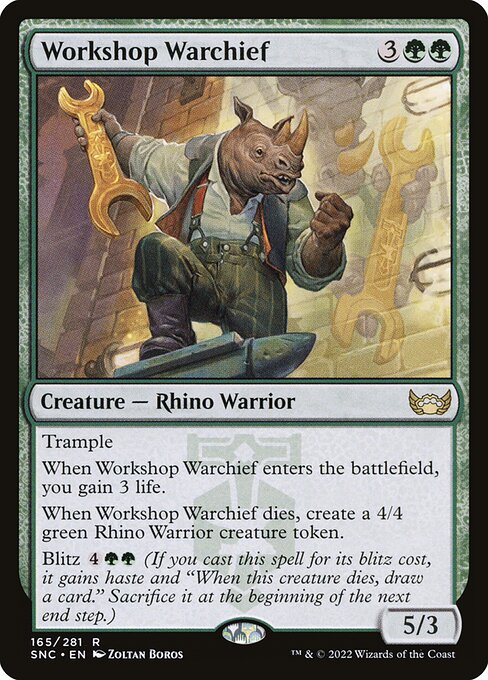 Workshop Warchief 3
Creature — Rhino Warrior
Trample
When Workshop Warchief enters the battlefield,
you gain 3 life.
When Workshop Warchief dies, create a 4/4
green Rhino Warrior creature token.
Blitz 4 (If you cast this spell for its blitz cost,
it gains haste and “When this creature dies, draw
a card.” Sacrifice it at the beginning of the next
end step.)
5/3
165/281 R
SNC • EN Zoltan Boros
™ & © 2022 Wizards of the Coast